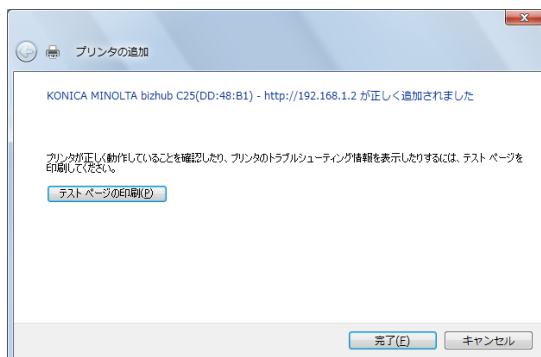 プリンタの追加
KONICA MINOLTA bizhub C25(DD:48:B1) - http://192.168.1.2 が正しく追加されました
プリンタが正しく動作していることを確認したり、プリンタのトラブルシューティング情報を表示したりするには、テスト ページを
印刷してください。
テスト ページの印刷(P)
完了(F) キャンセル